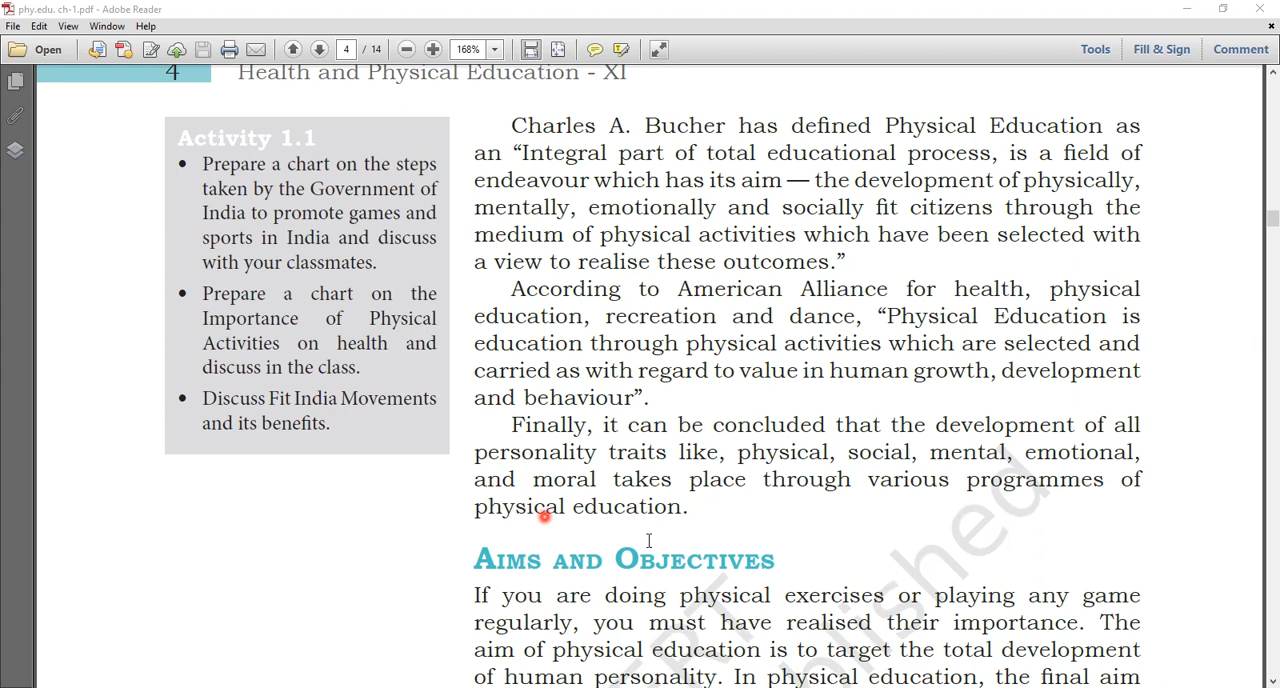 phy.edu. ch-1.pdf - Adobe Reader
File Edit View Window Help
Open 4 / 14 168% Tools Fill & Sign Comment
4 Health and Physical Education - XI
Activity 1.1
• Prepare a chart on the steps
taken by the Government of
India to promote games and
sports in India and discuss
with your classmates.
• Prepare a chart on the
Importance of Physical
Activities on health and
discuss in the class.
• Discuss Fit India Movements
and its benefits.
Charles A. Bucher has defined Physical Education as
an “Integral part of total educational process, is a field of
endeavour which has its aim — the development of physically,
mentally, emotionally and socially fit citizens through the
medium of physical activities which have been selected with
a view to realise these outcomes.”
According to American Alliance for health, physical
education, recreation and dance, “Physical Education is
education through physical activities which are selected and
carried as with regard to value in human growth, development
and behaviour”.
Finally, it can be concluded that the development of all
personality traits like, physical, social, mental, emotional,
and moral takes place through various programmes of
physical education.
AIMS AND OBJECTIVES
If you are doing physical exercises or playing any game
regularly, you must have realised their importance. The
aim of physical education is to target the total development
of human personality. In physical education, the final aim